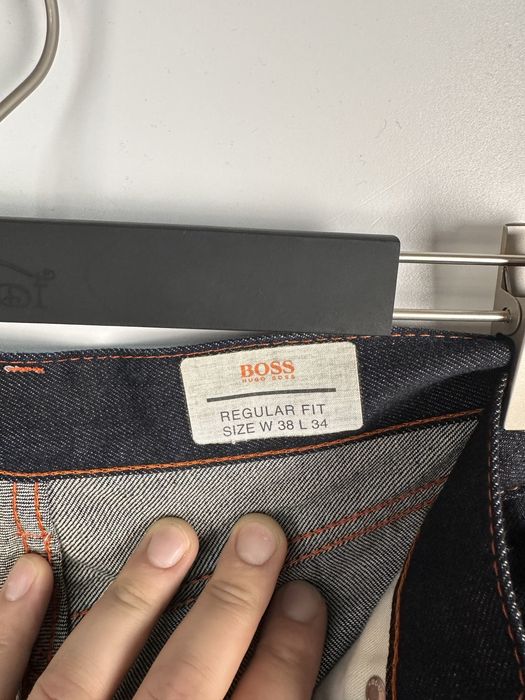 BOSS
HUGO BOSS
REGULAR FIT
SIZE W 38 L 34